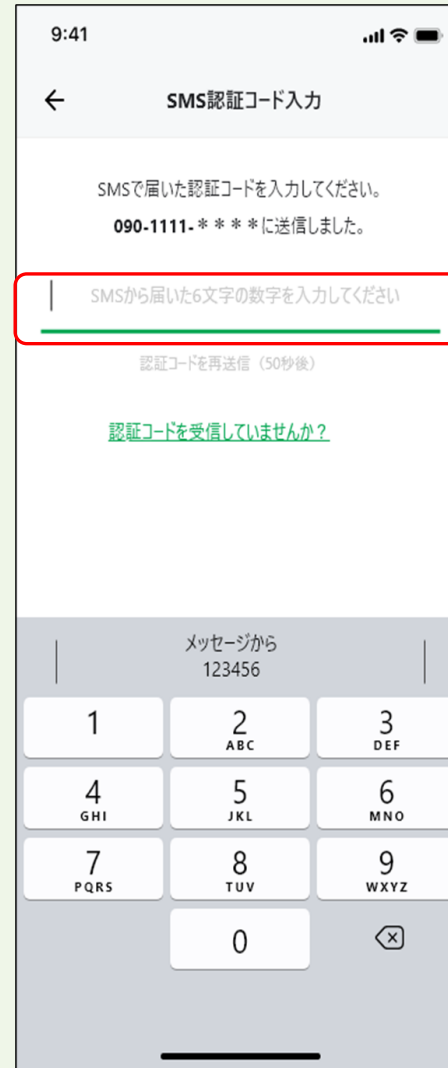 9:41
SMS認証コード入力
SMSで届いた認証コードを入力してください。
090-1111-＊＊＊＊に送信しました。
SMSから届いた6文字の数字を入力してください
認証コードを再送信（50秒後）
認証コードを受信していませんか？
メッセージから
123456
1 2 3
ABC DEF
4 5 6
GHI JKL MNO
7 8 9
PQRS TUV WXYZ
0